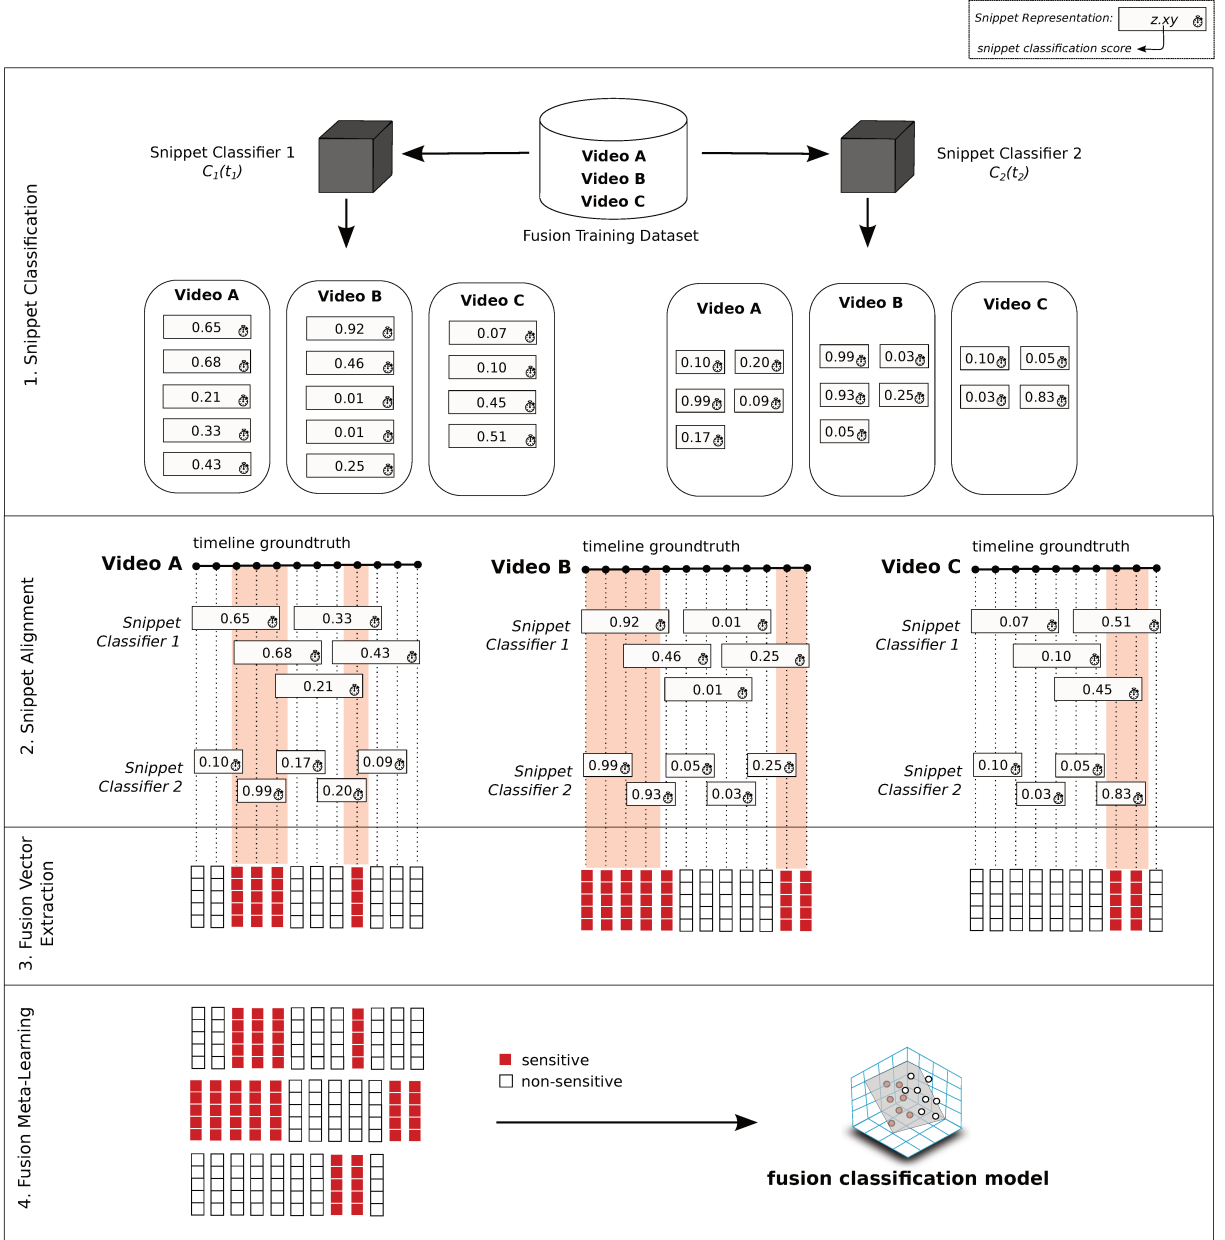 Snippet Representation: z.xy
snippet classification score
1. Snippet Classification
Snippet Classifier 1
C1(t1)
Video A
Video B
Video C
Fusion Training Dataset
Snippet Classifier 2
C2(t2)
Video A
0.65
0.68
0.21
0.33
0.43
Video B
0.92
0.46
0.01
0.01
0.25
Video C
0.07
0.10
0.45
0.51
Video A
0.10 0.20
0.99 0.09
0.17
Video B
0.99 0.03
0.93 0.25
0.05
Video C
0.10 0.05
0.03 0.83
2. Snippet Alignment
timeline groundtruth
Video A
Snippet
Classifier 1
0.65 0.33
0.68 0.43
0.21
Snippet
Classifier 2
0.10 0.17 0.09
0.99 0.20
timeline groundtruth
Video B
Snippet
Classifier 1
0.92 0.01
0.46 0.25
0.01
Snippet
Classifier 2
0.99 0.05 0.25
0.93 0.03
timeline groundtruth
Video C
Snippet
Classifier 1
0.07 0.51
0.10
0.45
Snippet
Classifier 2
0.10 0.05
0.03 0.83
3. Fusion Vector
Extraction
4. Fusion Meta-Learning
sensitive
non-sensitive
fusion classification model